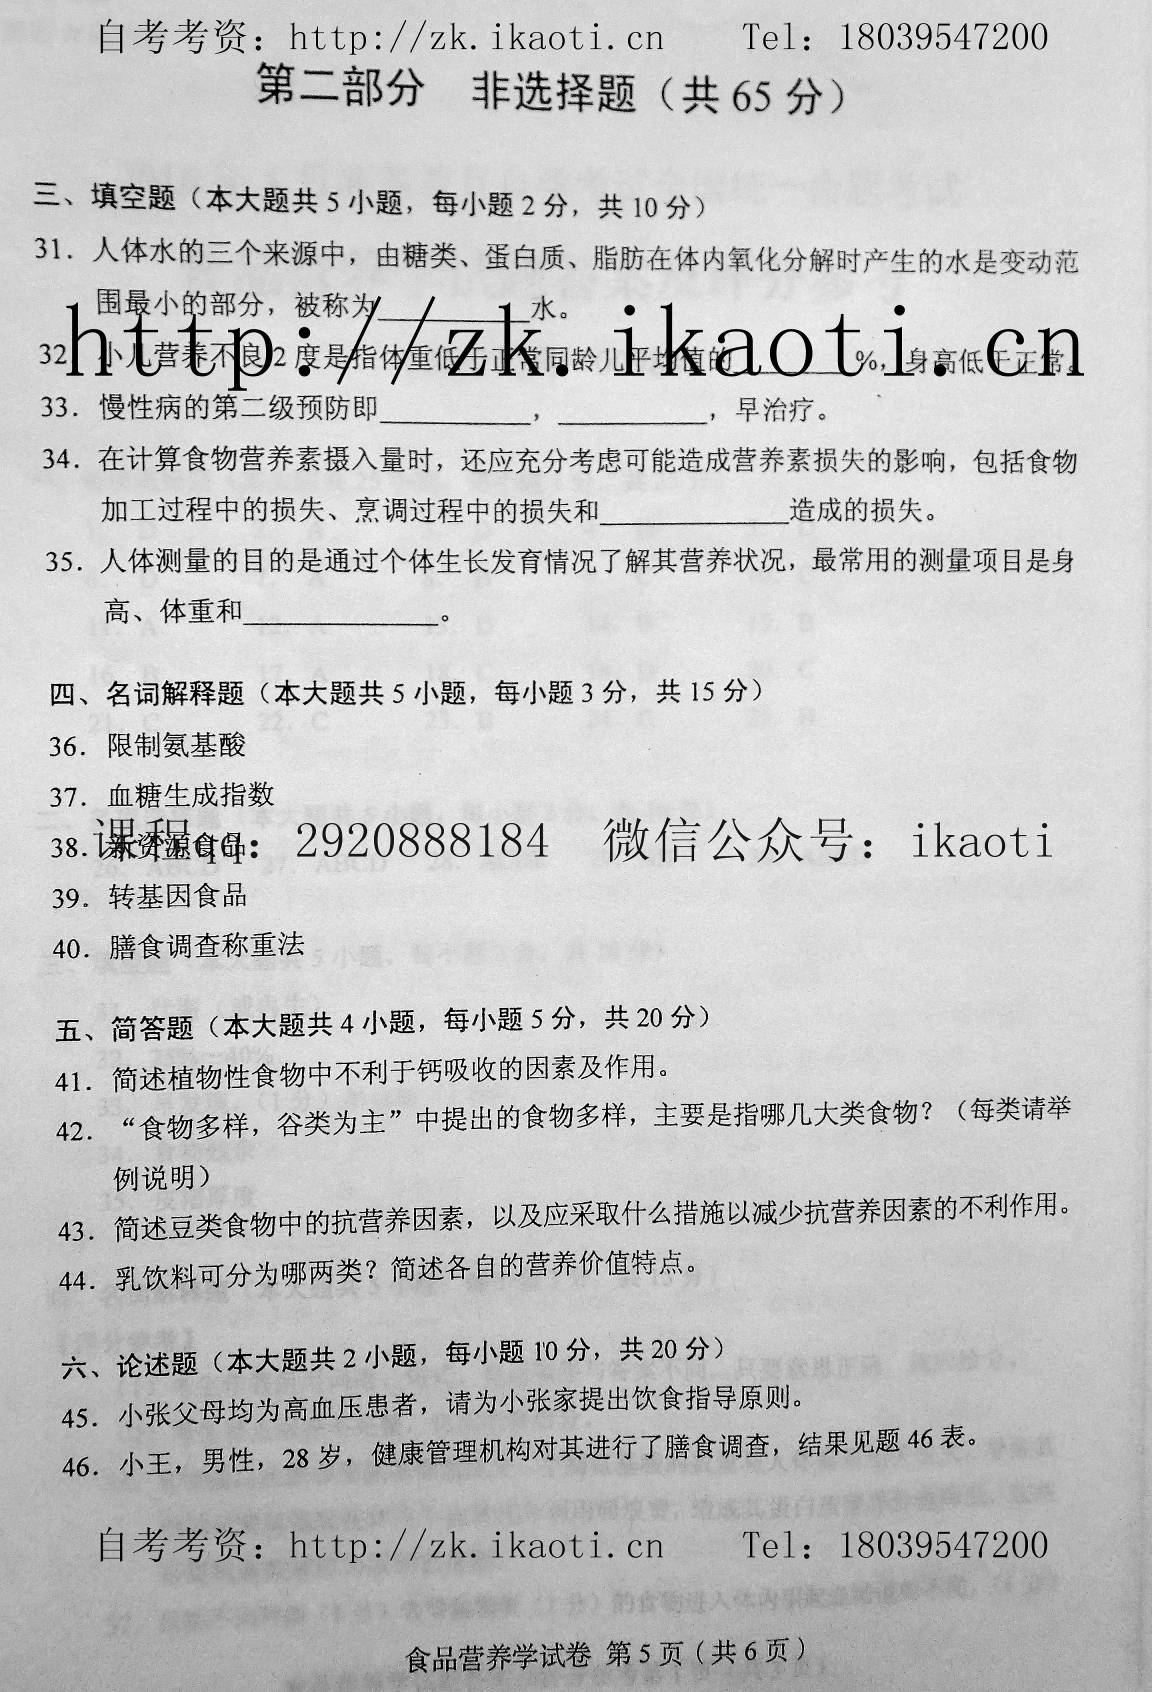 自考考资：http://zk.ikaoti.cn Tel：18039547200
第二部分 非选择题（共 65 分）
三、填空题（本大题共 5 小题，每小题 2 分，共 10 分）
31．人体水的三个来源中，由糖类、蛋白质、脂肪在体内氧化分解时产生的水是变动范
围最小的部分，被称为___________水。
http://zk.ikaoti.cn
32．小儿营养不良 2 度是指体重低于正常同龄儿平均值的________%，身高低于正常。
33．慢性病的第二级预防即___________，___________，早治疗。
34．在计算食物营养素摄入量时，还应充分考虑可能造成营养素损失的影响，包括食物
加工过程中的损失、烹调过程中的损失和_____________造成的损失。
35．人体测量的目的是通过个体生长发育情况了解其营养状况，最常用的测量项目是身
高、体重和______________。
四、名词解释题（本大题共 5 小题，每小题 3 分，共 15 分）
36．限制氨基酸
37．血糖生成指数
课程qq：2920888184 微信公众号：ikaoti
38．新资源食品
39．转基因食品
40．膳食调查称重法
五、简答题（本大题共 4 小题，每小题 5 分，共 20 分）
41．简述植物性食物中不利于钙吸收的因素及作用。
42．“食物多样，谷类为主”中提出的食物多样，主要是指哪几大类食物？（每类请举
例说明）
43．简述豆类食物中的抗营养因素，以及应采取什么措施以减少抗营养因素的不利作用。
44．乳饮料可分为哪两类？简述各自的营养价值特点。
六、论述题（本大题共 2 小题，每小题 10 分，共 20 分）
45．小张父母均为高血压患者，请为小张家提出饮食指导原则。
46．小王，男性，28 岁，健康管理机构对其进行了膳食调查，结果见题 46 表。
自考考资：http://zk.ikaoti.cn Tel：18039547200
食品营养学试卷 第 5 页（共 6 页）